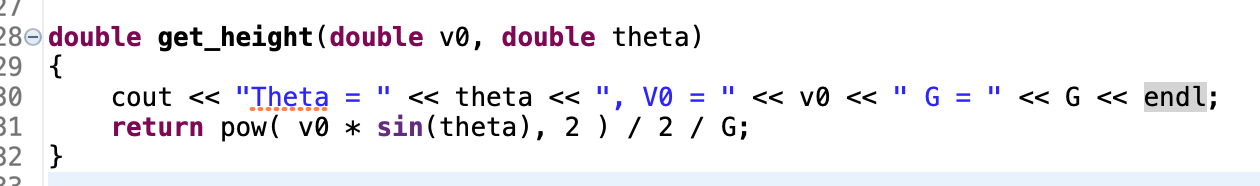 27
28 double get_height(double v0, double theta)
29 {
30 cout << "Theta = " << theta << ", V0 = " << v0 << " G = " << G << endl;
31 return pow( v0 * sin(theta), 2 ) / 2 / G;
32 }
33